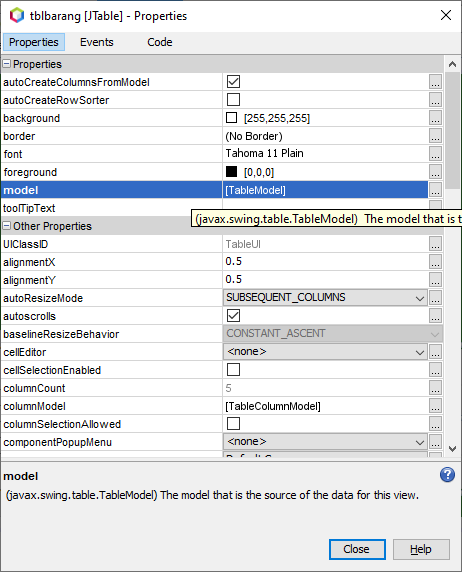 tblbarang [JTable] - Properties
Properties Events Code
Properties
autoCreateColumnsFromModel ...
autoCreateRowSorter ...
background [255,255,255] ...
border (No Border) ...
font Tahoma 11 Plain ...
foreground [0,0,0] ...
model [TableModel] ...
toolTipText
(javax.swing.table.TableModel) The model that is t
Other Properties
UIClassID TableUI ...
alignmentX 0.5 ...
alignmentY 0.5 ...
autoResizeMode SUBSEQUENT_COLUMNS ...
autoscrolls ...
baselineResizeBehavior CONSTANT_ASCENT ...
cellEditor <none> ...
cellSelectionEnabled ...
columnCount 5 ...
columnModel [TableColumnModel] ...
columnSelectionAllowed ...
componentPopupMenu <none> ...
model
(javax.swing.table.TableModel) The model that is the source of the data for this view.
Close Help